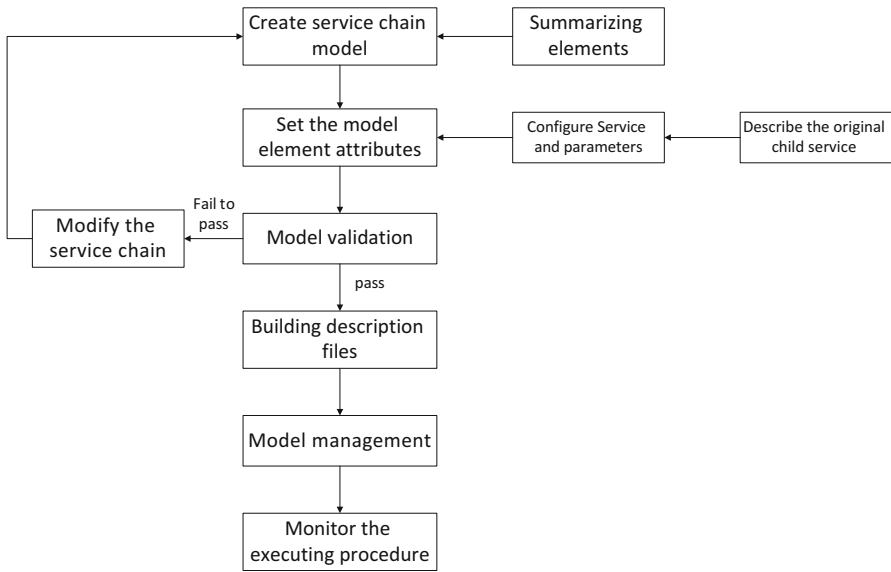 Create service chain
model
Summarizing
elements
Set the model
element attributes
Configure Service
and parameters
Describe the original
child service
Fail to
pass
Modify the
service chain
Model validation
pass
Building description
files
Model management
Monitor the
executing procedure